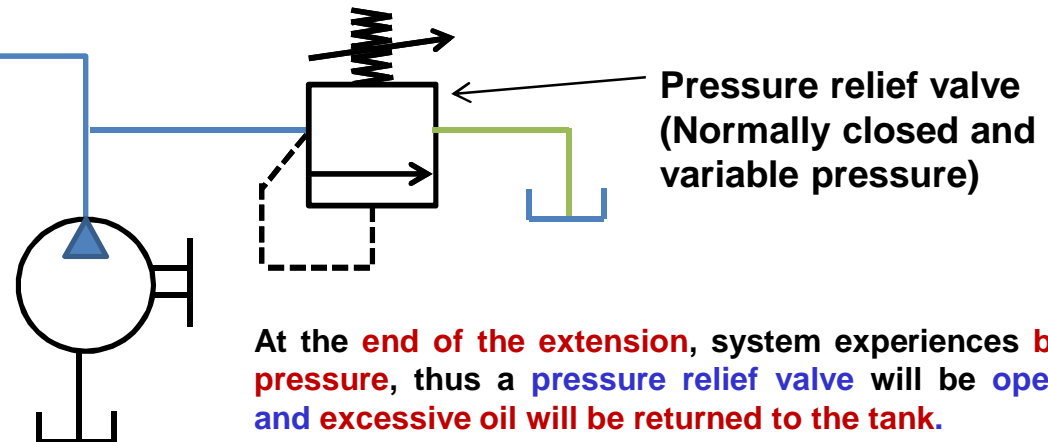 Pressure relief valve
(Normally closed and
variable pressure)
At the end of the extension, system experiences
pressure, thus a pressure relief valve will be
and excessive oil will be returned to the tank.